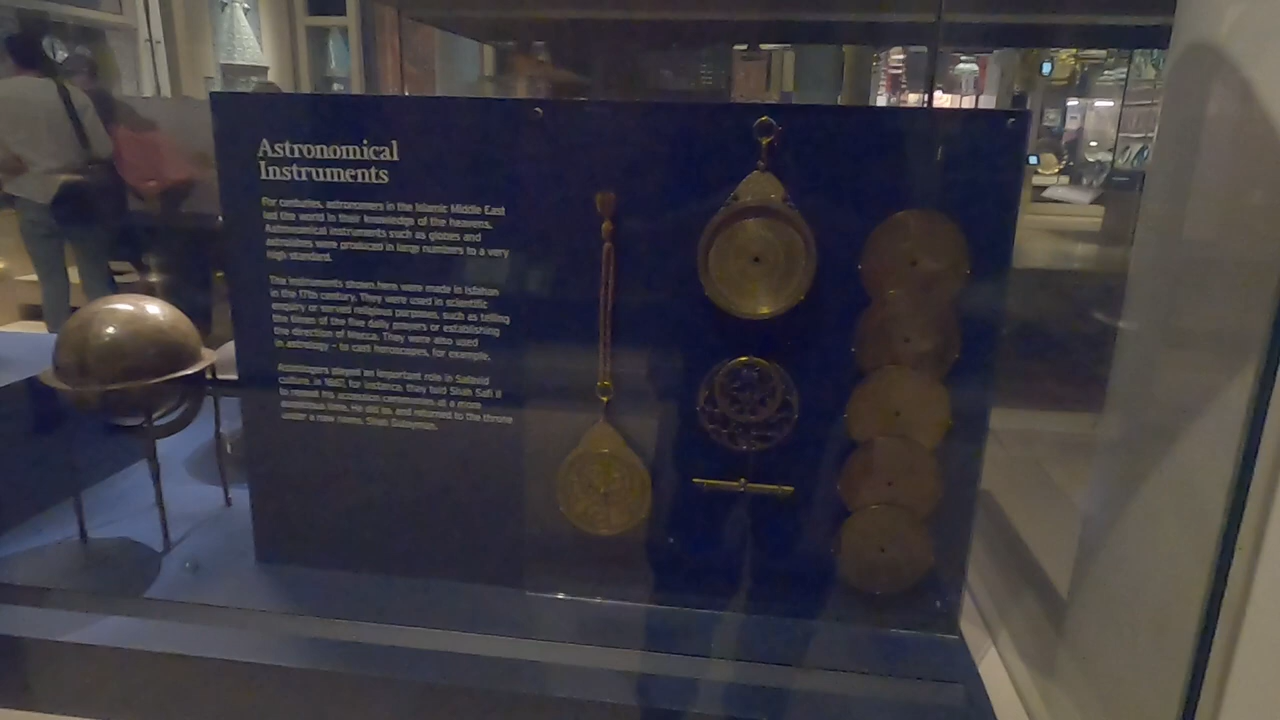 Astronomical
Instruments
For centuries, astronomers in the Islamic Middle East
led the world in their knowledge of the heavens.
Astronomical instruments such as globes and
astrolabes were produced in large numbers to a very
high standard.
The instruments shown here were made in Isfahan
in the 17th century. They were used in scientific
enquiry or served religious purposes, such as telling
the times of the five daily prayers or establishing
the direction of Mecca. They were also used
in astrology – to cast horoscopes, for example.
Astrologers played an important role in Safavid
culture. In 1667, for instance, they told Shah Safi II
to repeat his accession ceremonies at a more
auspicious time. He did so, and returned to the throne
under a new name, Shah Sulayman.